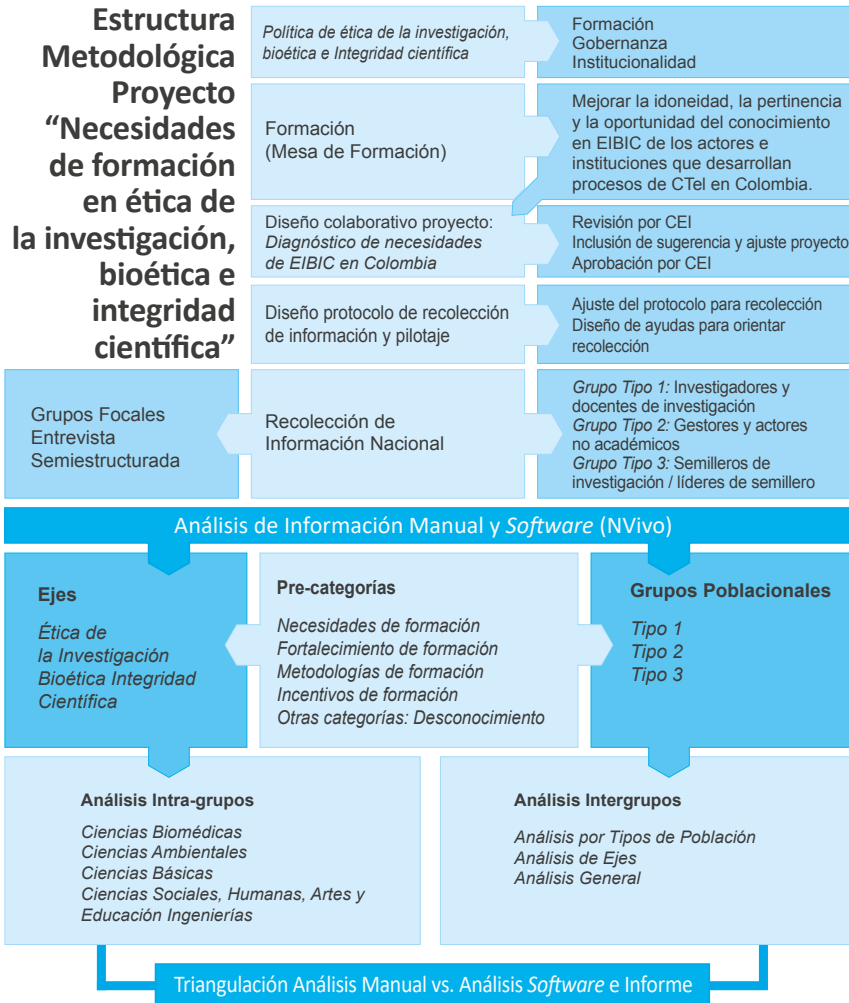 Estructura
Metodológica
Proyecto
“Necesidades
de formación
en ética de
la investigación,
bioética e
integridad
científica”
Política de ética de la investigación,
bioética e Integridad científica
Formación
Gobernanza
Institucionalidad
Formación
(Mesa de Formación)
Mejorar la idoneidad, la pertinencia
y la oportunidad del conocimiento
en EIBIC de los actores e
instituciones que desarrollan
procesos de CTel en Colombia.
Diseño colaborativo proyecto:
Diagnóstico de necesidades
de EIBIC en Colombia
Revisión por CEI
Inclusión de sugerencia y ajuste proyecto
Aprobación por CEI
Diseño protocolo de recolección
de información y pilotaje
Ajuste del protocolo para recolección
Diseño de ayudas para orientar
recolección
Grupos Focales
Entrevista
Semiestructurada
Recolección de
Información Nacional
Grupo Tipo 1: Investigadores y
docentes de investigación
Grupo Tipo 2: Gestores y actores
no académicos
Grupo Tipo 3: Semilleros de
investigación / líderes de semillero
Análisis de Información Manual y Software (NVivo)
Ejes
Ética de
la Investigación
Bioética Integridad
Científica
Pre-categorías
Necesidades de formación
Fortalecimiento de formación
Metodologías de formación
Incentivos de formación
Otras categorías: Desconocimiento
Grupos Poblacionales
Tipo 1
Tipo 2
Tipo 3
Análisis Intra-grupos
Ciencias Biomédicas
Ciencias Ambientales
Ciencias Básicas
Ciencias Sociales, Humanas, Artes y
Educación Ingenierías
Análisis Intergrupos
Análisis por Tipos de Población
Análisis de Ejes
Análisis General
Triangulación Análisis Manual vs. Análisis Software e Informe